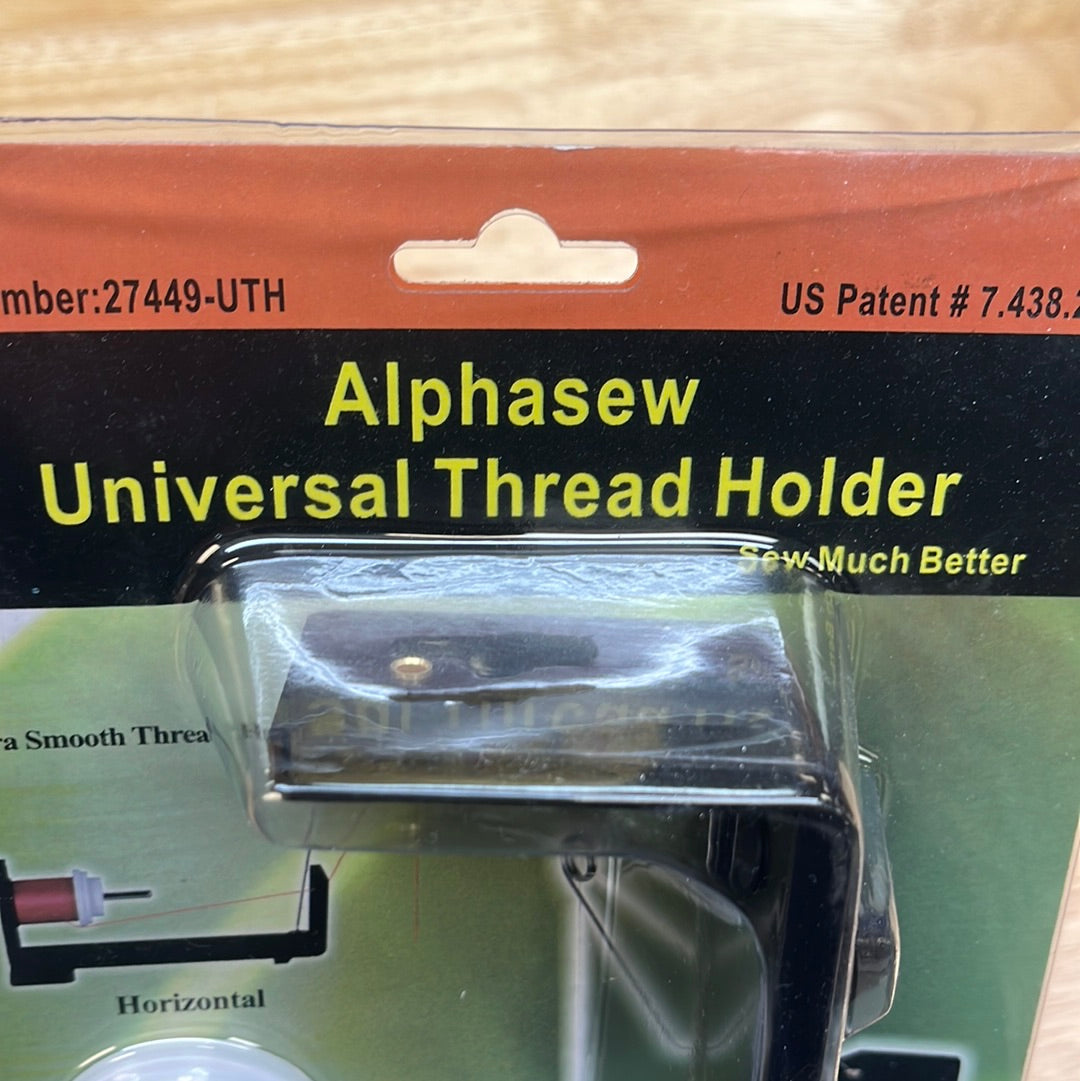 mber:27449-UTH
US Patent # 7.438.2
Alphasew
Universal Thread Holder
Sew Much Better
ra Smooth Threa
Horizontal